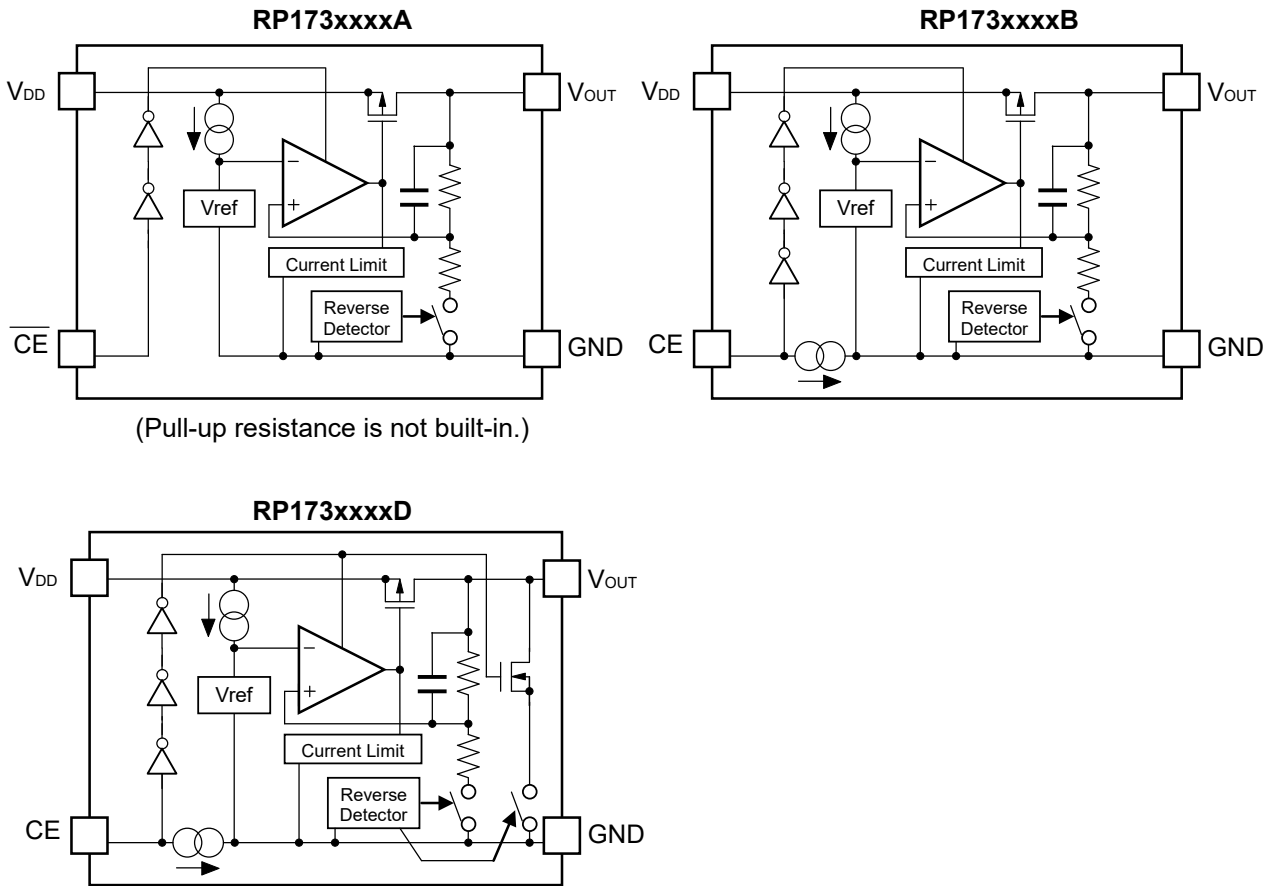 RP173xxxxA
VDD
VOUT
−
+
Vref
Current Limit
Reverse
Detector
C̅E̅
GND
(Pull-up resistance is not built-in.)
RP173xxxxB
VDD
VOUT
−
+
Vref
Current Limit
Reverse
Detector
CE
GND
RP173xxxxD
VDD
VOUT
−
+
Vref
Current Limit
Reverse
Detector
CE
GND